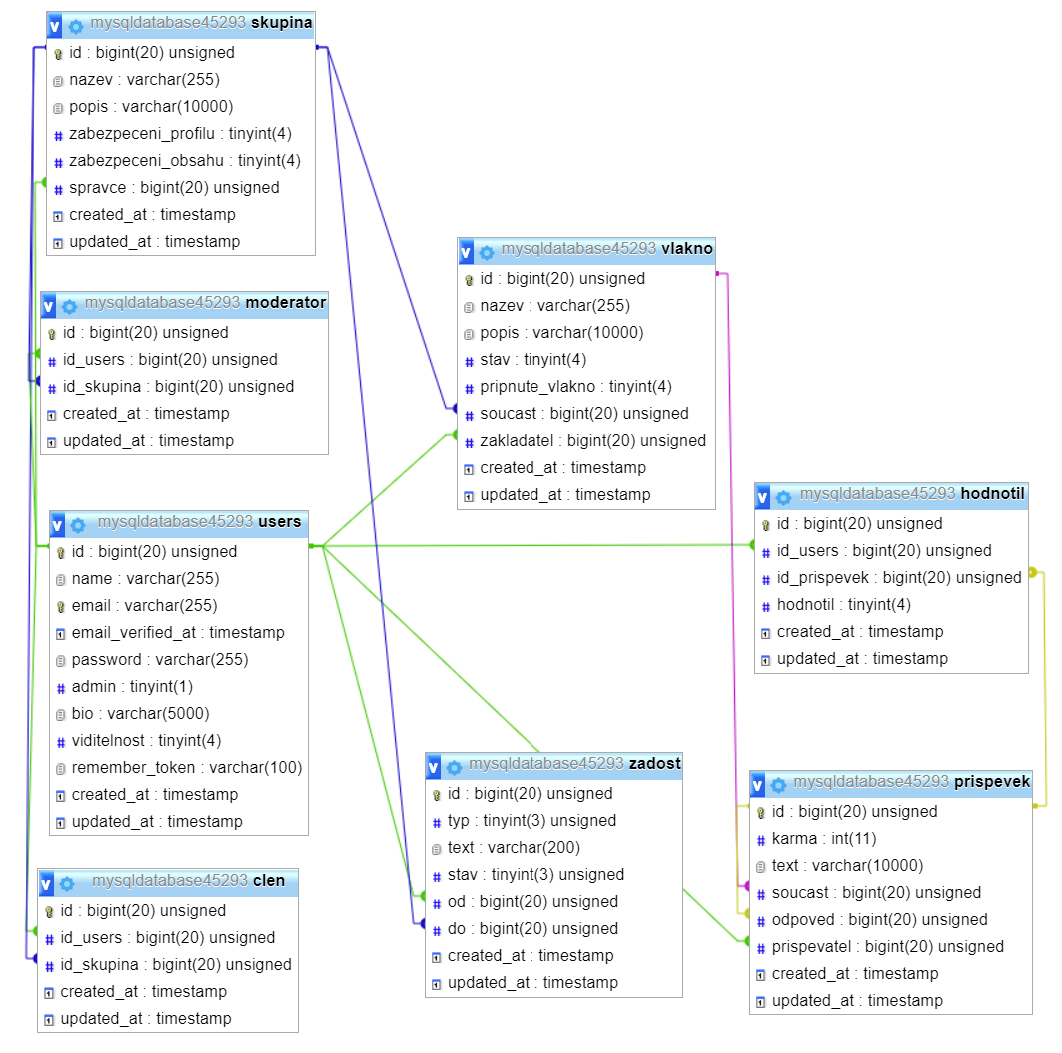 mysqldatabase45293 skupina
id : bigint(20) unsigned
nazev : varchar(255)
popis : varchar(10000)
zabezpeceni_profilu : tinyint(4)
zabezpeceni_obsahu : tinyint(4)
spravce : bigint(20) unsigned
created_at : timestamp
updated_at : timestamp
mysqldatabase45293 moderator
id : bigint(20) unsigned
id_users : bigint(20) unsigned
id_skupina : bigint(20) unsigned
created_at : timestamp
updated_at : timestamp
mysqldatabase45293 users
id : bigint(20) unsigned
name : varchar(255)
email : varchar(255)
email_verified_at : timestamp
password : varchar(255)
admin : tinyint(1)
bio : varchar(5000)
viditelnost : tinyint(4)
remember_token : varchar(100)
created_at : timestamp
updated_at : timestamp
mysqldatabase45293 clen
id : bigint(20) unsigned
id_users : bigint(20) unsigned
id_skupina : bigint(20) unsigned
created_at : timestamp
updated_at : timestamp
mysqldatabase45293 vlakno
id : bigint(20) unsigned
nazev : varchar(255)
popis : varchar(10000)
stav : tinyint(4)
pripnute_vlakno : tinyint(4)
soucast : bigint(20) unsigned
zakladatel : bigint(20) unsigned
created_at : timestamp
updated_at : timestamp
mysqldatabase45293 zadost
id : bigint(20) unsigned
typ : tinyint(3) unsigned
text : varchar(200)
stav : tinyint(3) unsigned
od : bigint(20) unsigned
do : bigint(20) unsigned
created_at : timestamp
updated_at : timestamp
mysqldatabase45293 hodnotil
id : bigint(20) unsigned
id_users : bigint(20) unsigned
id_prispevek : bigint(20) unsigned
hodnotil : tinyint(4)
created_at : timestamp
updated_at : timestamp
mysqldatabase45293 prispevek
id : bigint(20) unsigned
karma : int(11)
text : varchar(10000)
soucast : bigint(20) unsigned
odpoved : bigint(20) unsigned
prispevatel : bigint(20) unsigned
created_at : timestamp
updated_at : timestamp